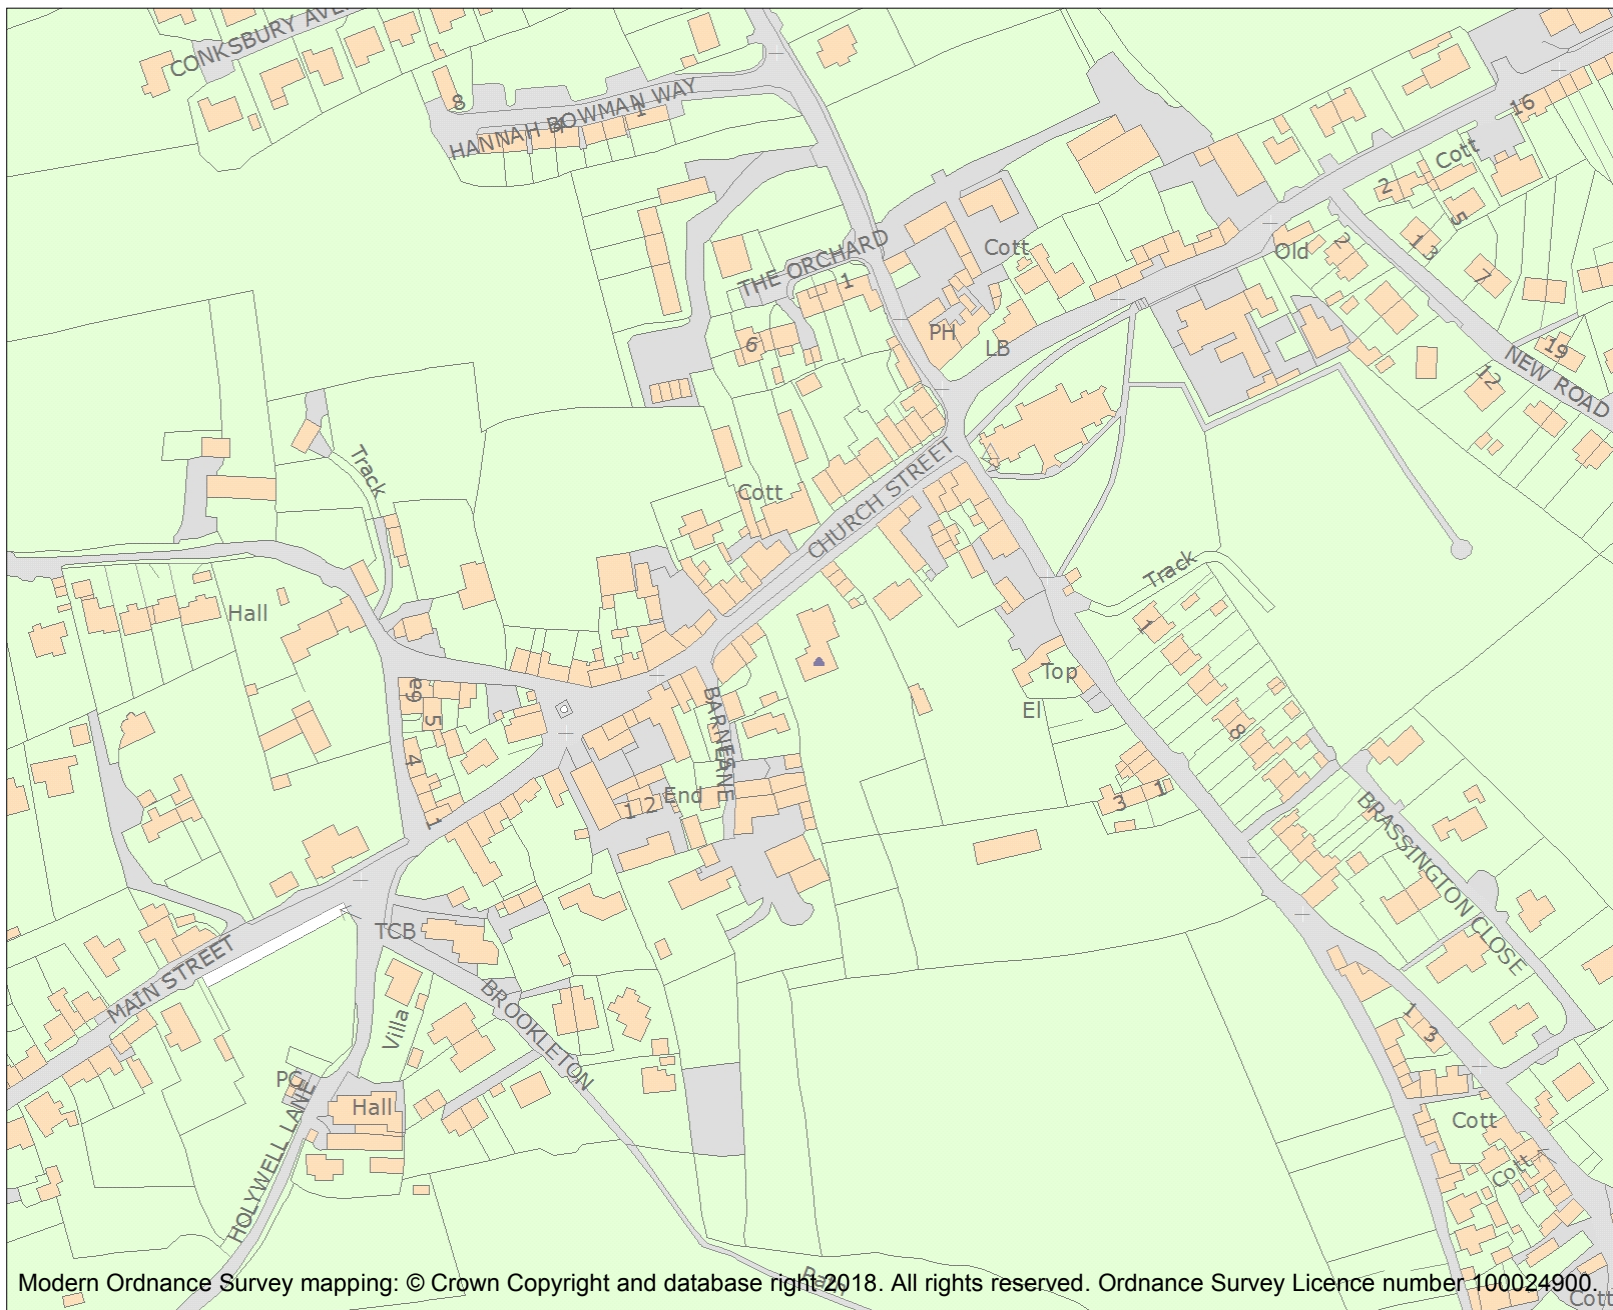 CONKSBURY AVE
8
HANNAH BOWMAN WAY
1
16
Cott
2
5
THE ORCHARD
1
Cott
Old
2
13
7
6
PH
LB
19
NEW ROAD
12
Track
Cott
CHURCH STREET
Track
Hall
1
Top
El
9a
5
BARNES LANE
8
4
End
1 2
3 1
1
BRASSINGTON CLOSE
TCB
MAIN STREET
BROOKLETON
Villa
1
3
PC
Hall
Cott
Cott
HOLYWELL LANE
Path
Cott
Modern Ordnance Survey mapping: © Crown Copyright and database right 2018. All rights reserved. Ordnance Survey Licence number 100024900.